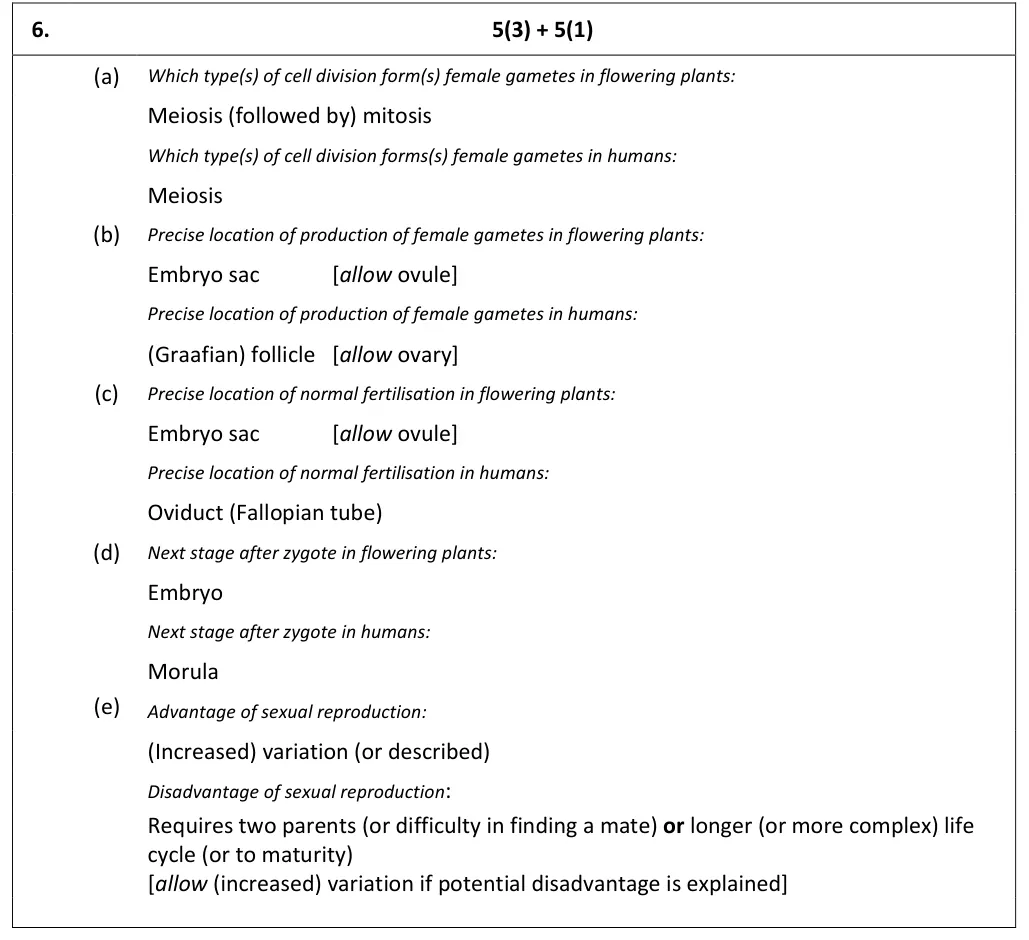 6. 5(3) + 5(1)
(a) Which type(s) of cell division form(s) female gametes in flowering plants:
Meiosis (followed by) mitosis
Which type(s) of cell division forms(s) female gametes in humans:
Meiosis
(b) Precise location of production of female gametes in flowering plants:
Embryo sac [allow ovule]
Precise location of production of female gametes in humans:
(Graafian) follicle [allow ovary]
(c) Precise location of normal fertilisation in flowering plants:
Embryo sac [allow ovule]
Precise location of normal fertilisation in humans:
Oviduct (Fallopian tube)
(d) Next stage after zygote in flowering plants:
Embryo
Next stage after zygote in humans:
Morula
(e) Advantage of sexual reproduction:
(Increased) variation (or described)
Disadvantage of sexual reproduction:
Requires two parents (or difficulty in finding a mate) or longer (or more complex) life
cycle (or to maturity)
[allow (increased) variation if potential disadvantage is explained]